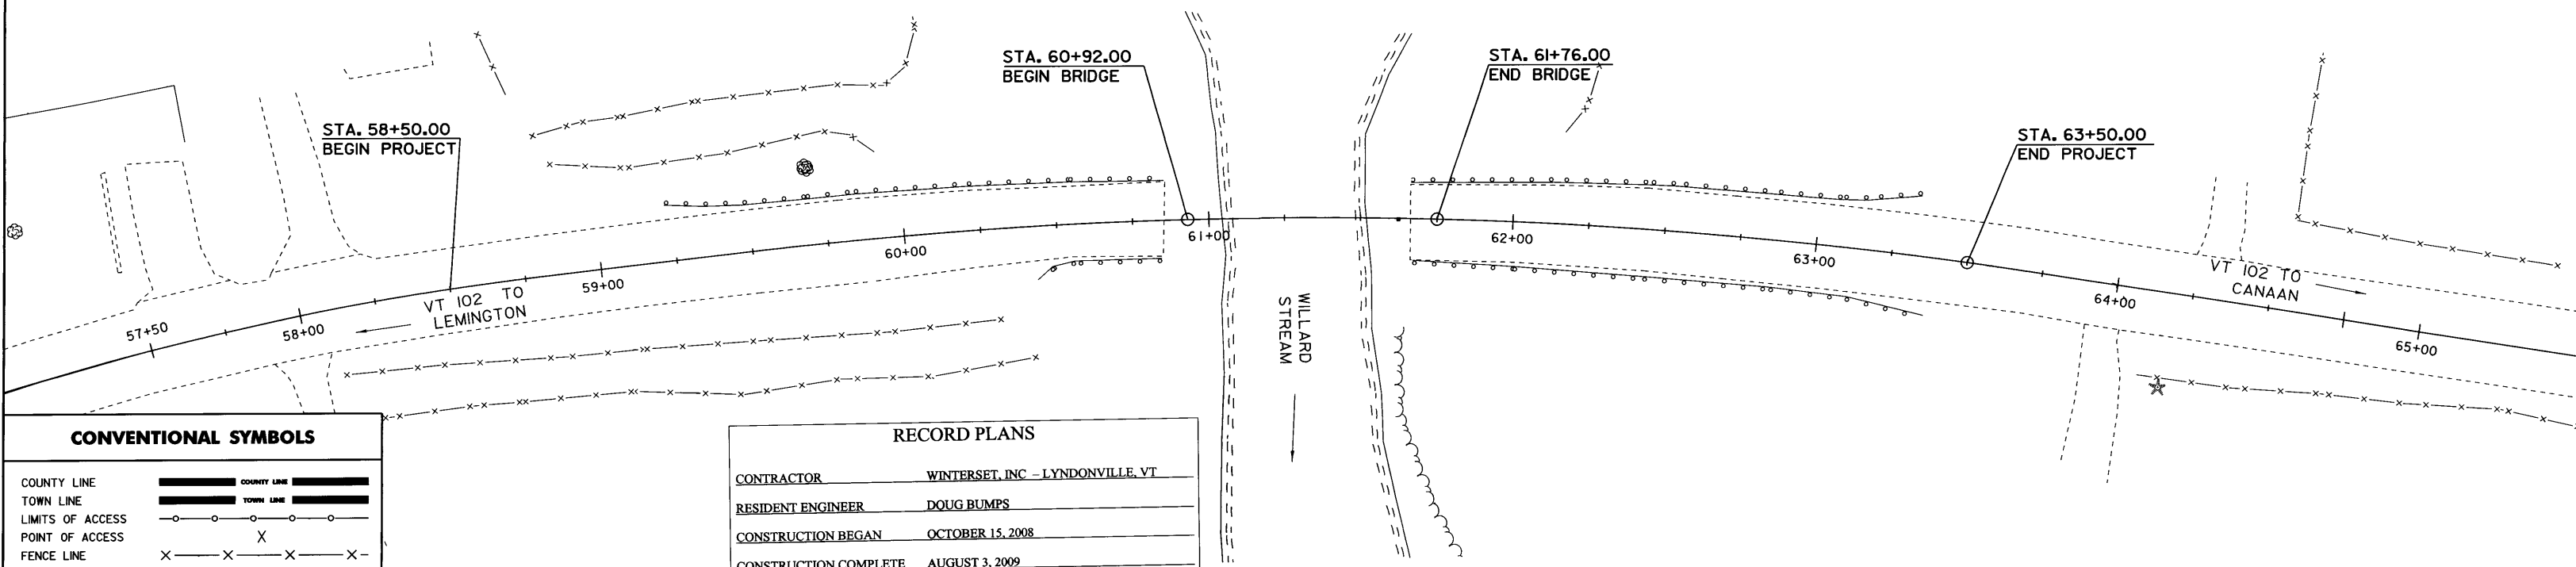 STA. 60+92.00
BEGIN BRIDGE
STA. 61+76.00
END BRIDGE
STA. 58+50.00
BEGIN PROJECT
STA. 63+50.00
END PROJECT
57+50
58+00
59+00
60+00
61+00
62+00
63+00
64+00
65+00
VT 102 TO
LEMINGTON
VT 102 TO
CANAAN
WILLARD
STREAM
CONVENTIONAL SYMBOLS
COUNTY LINE COUNTY LINE
TOWN LINE TOWN LINE
LIMITS OF ACCESS
POINT OF ACCESS X
FENCE LINE
RECORD PLANS
CONTRACTOR WINTERSET, INC - LYNDONVILLE, VT
RESIDENT ENGINEER DOUG BUMPS
CONSTRUCTION BEGAN OCTOBER 15, 2008
CONSTRUCTION COMPLETE AUGUST 3, 2009